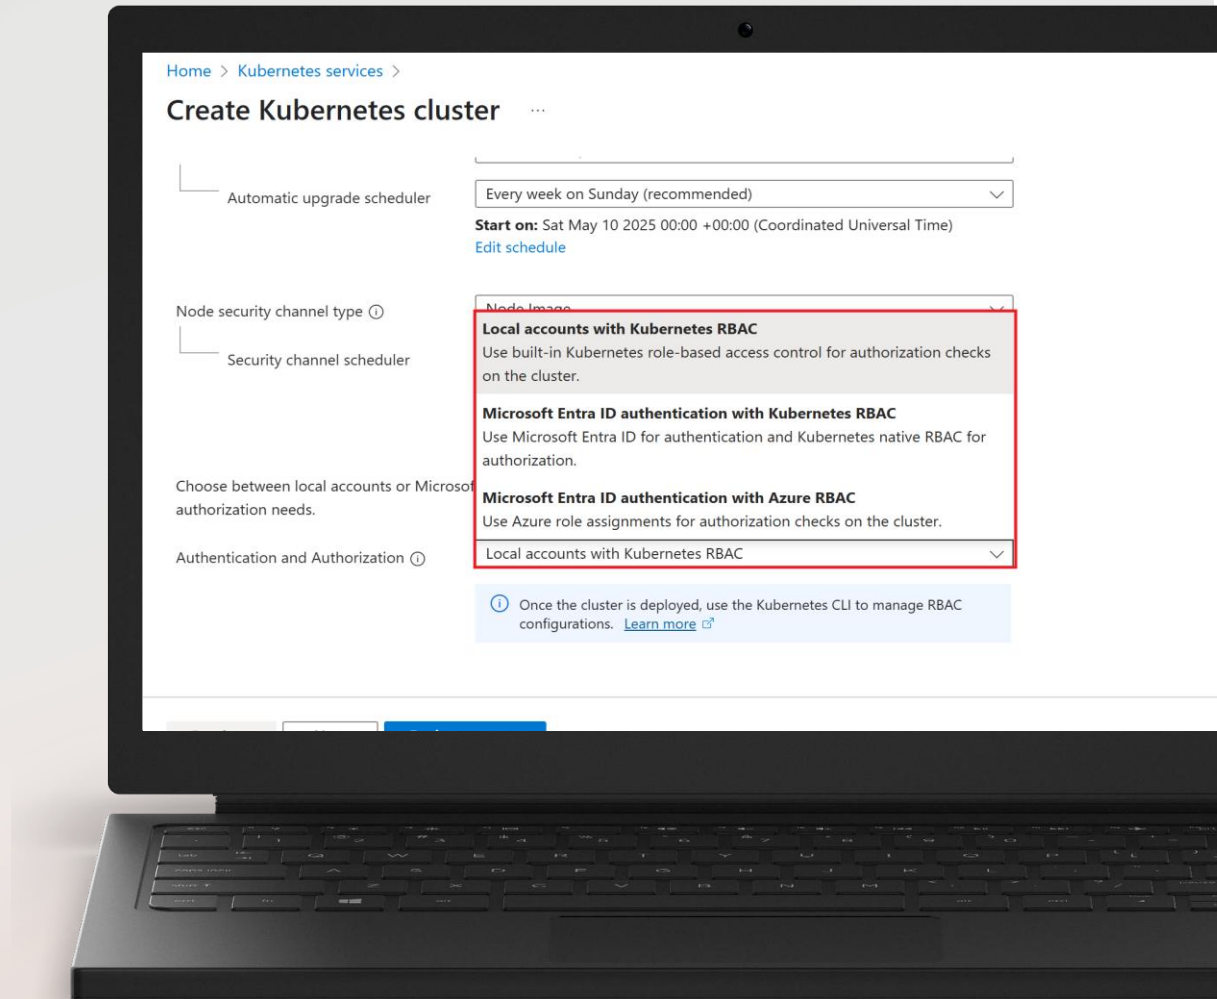 Home > Kubernetes services >
Create Kubernetes cluster ...
Automatic upgrade scheduler
Every week on Sunday (recommended)
Start on: Sat May 10 2025 00:00 +00:00 (Coordinated Universal Time)
Edit schedule
Node security channel type
Node Image
Security channel scheduler
Local accounts with Kubernetes RBAC
Use built-in Kubernetes role-based access control for authorization checks
on the cluster.
Microsoft Entra ID authentication with Kubernetes RBAC
Use Microsoft Entra ID for authentication and Kubernetes native RBAC for
authorization.
Microsoft Entra ID authentication with Azure RBAC
Use Azure role assignments for authorization checks on the cluster.
Choose between local accounts or Microsof
authorization needs.
Authentication and Authorization
Local accounts with Kubernetes RBAC
Once the cluster is deployed, use the Kubernetes CLI to manage RBAC
configurations. Learn more